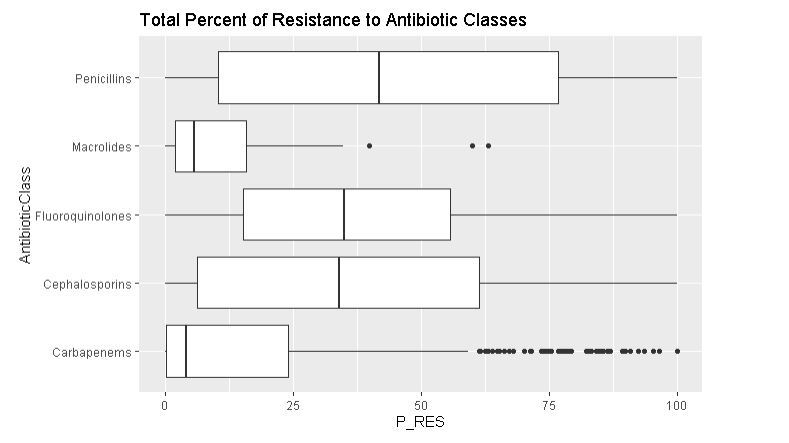 Total Percent of Resistance to Antibiotic Classes
AntibioticClass
Penicillins
Macrolides
Fluoroquinolones
Cephalosporins
Carbapenems
0 25 50 75 100
P_RES